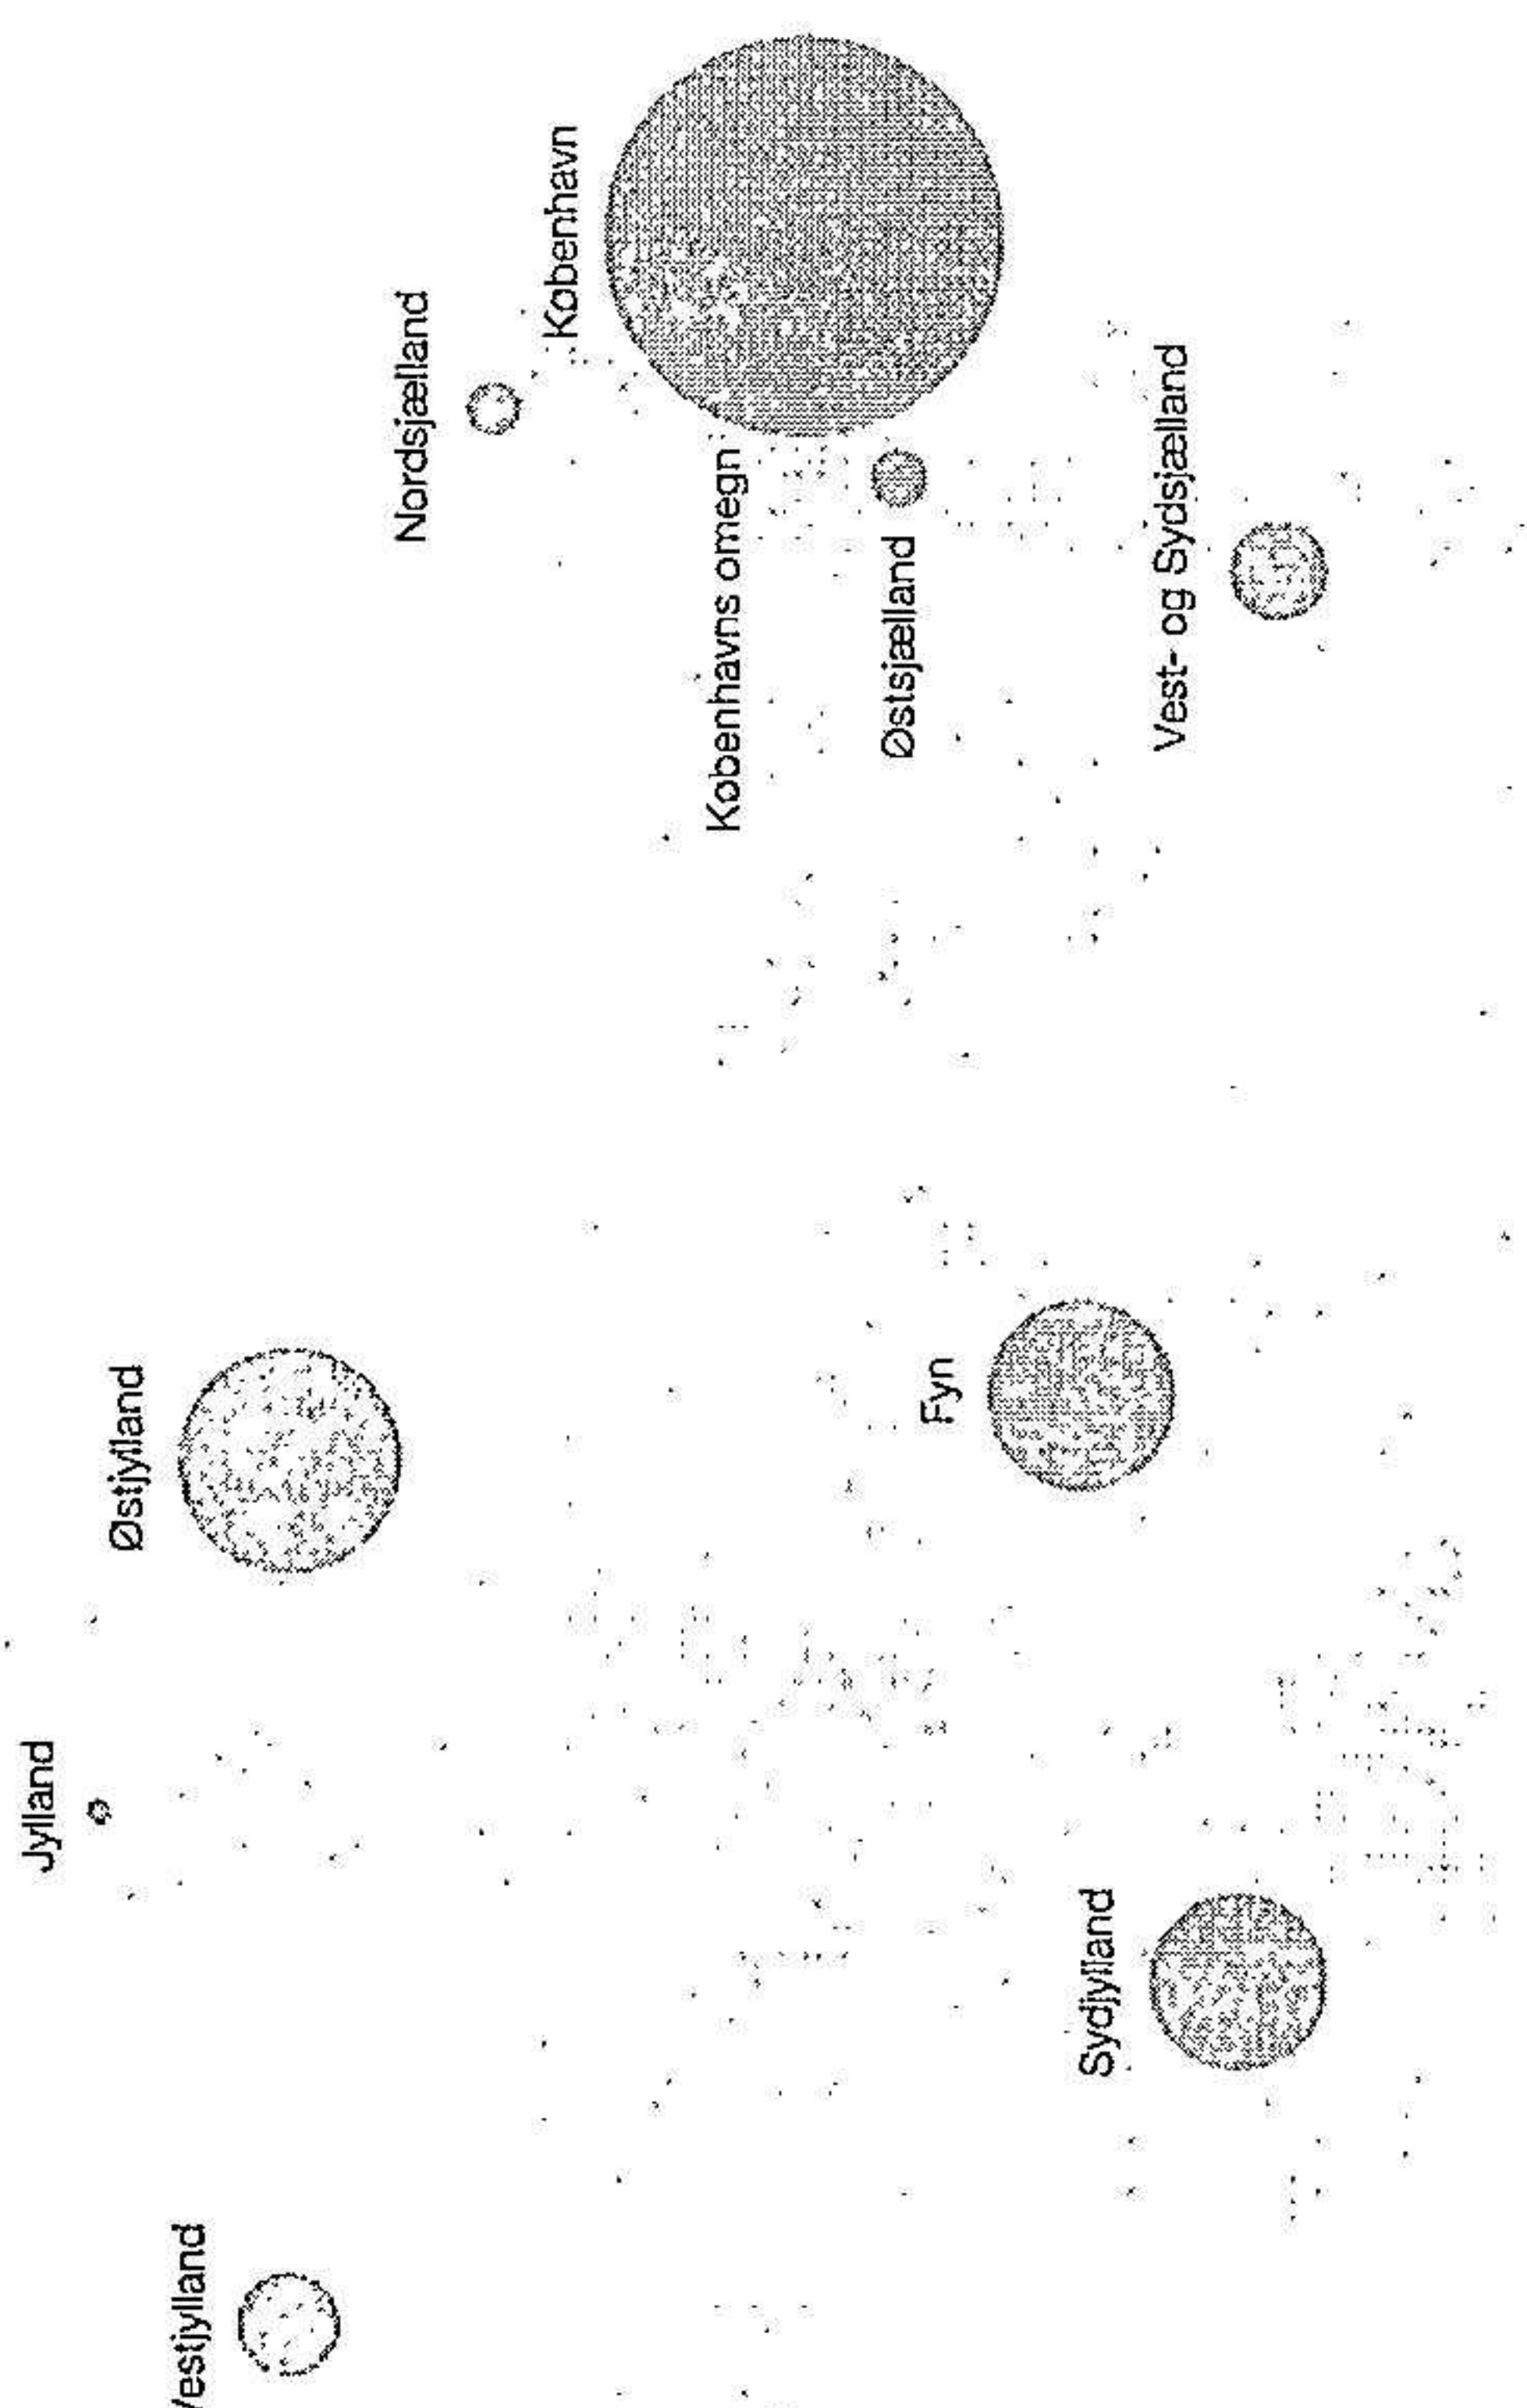 Jylland
Østjylland
Vestjylland
Nordsjælland
København
Københavns omegn
Østsjælland
Vest- og Sydsjælland
Fyn
Sydjylland